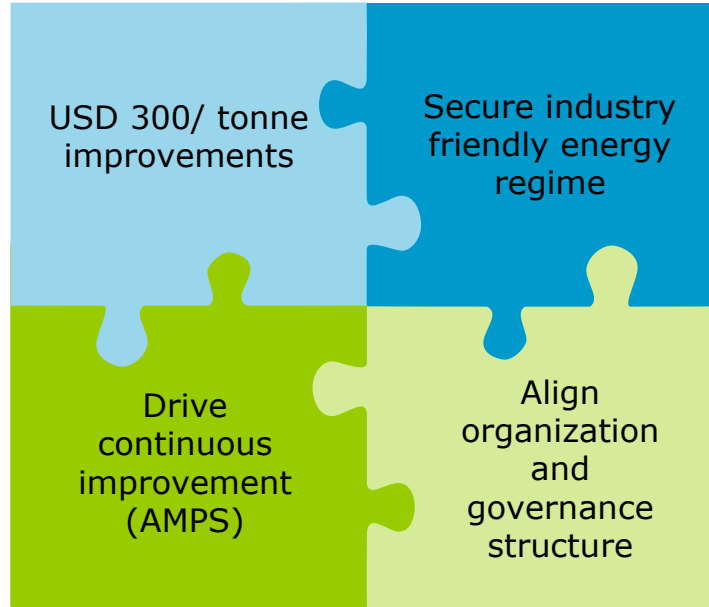 USD 300/ tonne
improvements
Secure industry
friendly energy
regime
Drive
continuous
improvement
(AMPS)
Align
organization
and
governance
structure